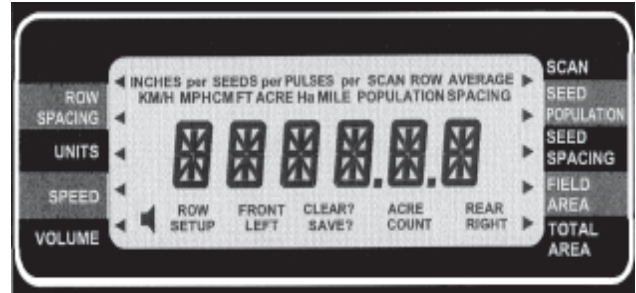 ROW
SPACING
UNITS
SPEED
VOLUME
INCHES per SEEDS per PULSES per SCAN ROW AVERAGE
KM/H MPHCM FT ACRE Ha MILE POPULATION SPACING
ROW FRONT CLEAR? ACRE REAR
SETUP LEFT SAVE? COUNT RIGHT
SCAN
SEED
POPULATION
SEED
SPACING
FIELD
AREA
TOTAL
AREA